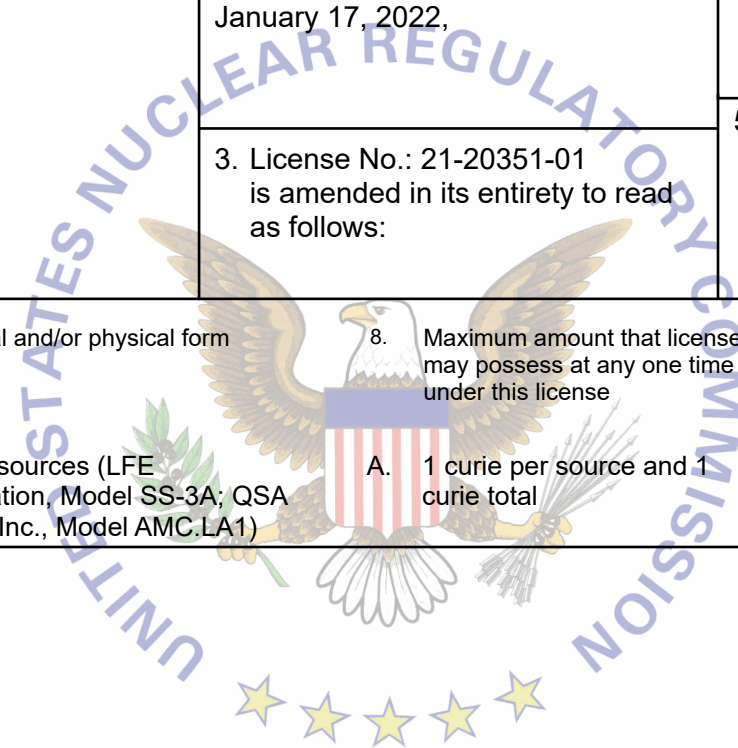 January 17, 2022,
3. License No.: 21-20351-01
is amended in its entirety to read
as follows:
and/or physical form
8. Maximum amount that
may possess at any one time
under this license
sources (LFE
Model SS-3A; QSA
Inc., Model AMC.LA1)
A. 1 curie per source and 1
curie total
UNITED STATES NUCLEAR REGULATORY COMMISSION